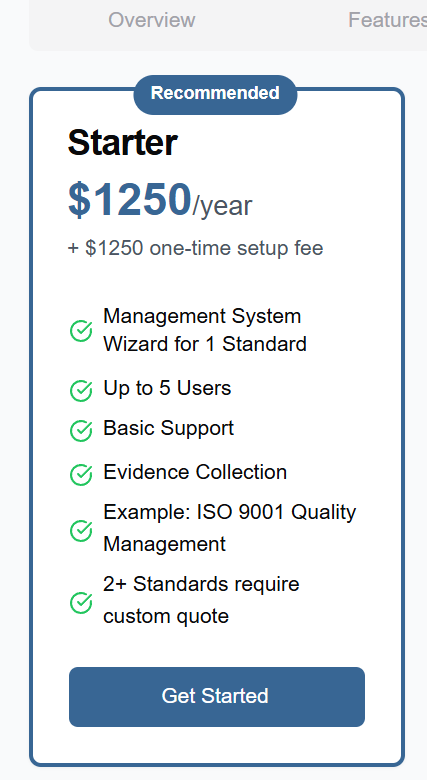 Overview Features
Recommended
Starter
$1250/year
+ $1250 one-time setup fee
Management System
Wizard for 1 Standard
Up to 5 Users
Basic Support
Evidence Collection
Example: ISO 9001 Quality
Management
2+ Standards require
custom quote
Get Started